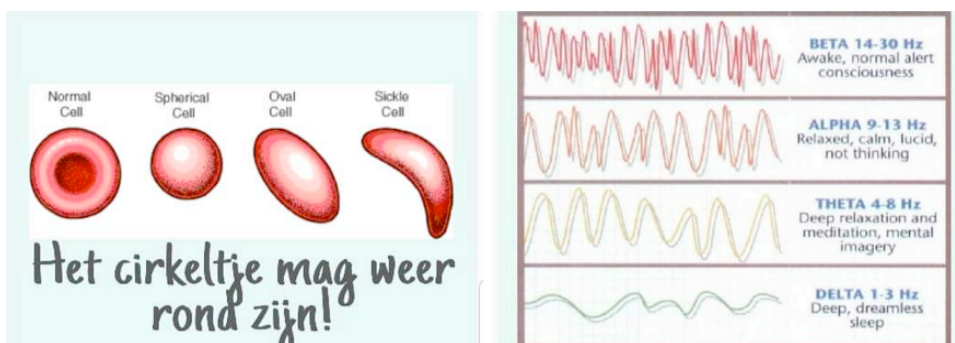 Normal
Cell
Spherical
Cell
Oval
Cell
Sickle
Cell
Het cirkeltje mag weer
rond zijn!
BETA 14-30 Hz
Awake, normal alert
consciousness
ALPHA 9-13 Hz
Relaxed, calm, lucid,
not thinking
THETA 4-8 Hz
Deep relaxation and
meditation, mental
imagery
DELTA 1-3 Hz
Deep, dreamless
sleep